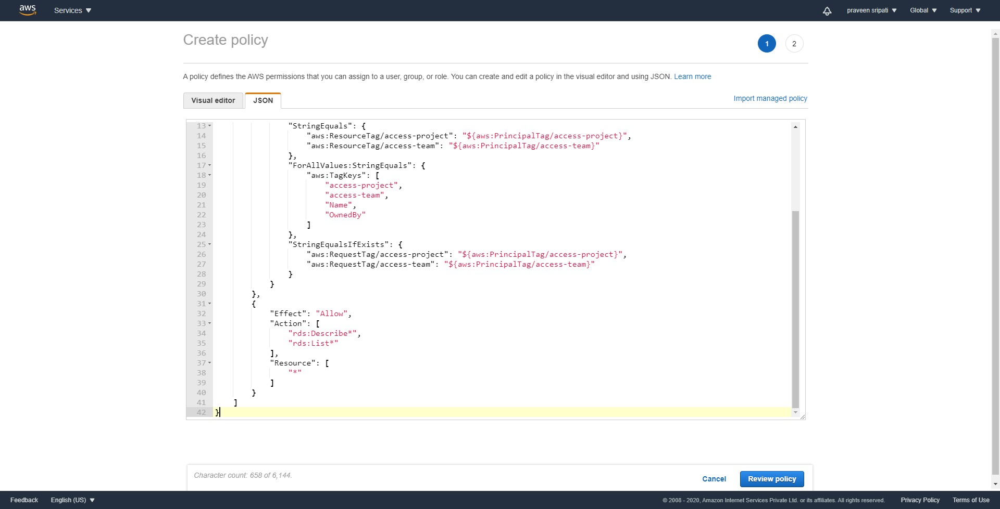 aws Services praveen sripati Global Support
Create policy
1 2
A policy defines the AWS permissions that you can assign to a user, group, or role. You can create and edit a policy in the visual editor and using JSON. Learn more
Visual editor JSON Import managed policy
13 "StringEquals": {
14 "aws:ResourceTag/access-project": "${aws:PrincipalTag/access-project}",
15 "aws:ResourceTag/access-team": "${aws:PrincipalTag/access-team}"
16 },
17 "ForAllValues:StringEquals": {
18 "aws:TagKeys": [
19 "access-project",
20 "access-team",
21 "Name",
22 "OwnedBy"
23 ]
24 },
25 "StringEqualsIfExists": {
26 "aws:RequestTag/access-project": "${aws:PrincipalTag/access-project}",
27 "aws:RequestTag/access-team": "${aws:PrincipalTag/access-team}"
28 }
29 }
30 },
31 {
32 "Effect": "Allow",
33 "Action": [
34 "rds:Describe*",
35 "rds:List*"
36 ],
37 "Resource": [
38 "*"
39 ]
40 }
41 ]
42 }
Character count: 658 of 6,144.
Cancel Review policy
Feedback English (US) © 2008 - 2020, Amazon Internet Services Private Ltd. or its affiliates. All rights reserved. Privacy Policy Terms of Use